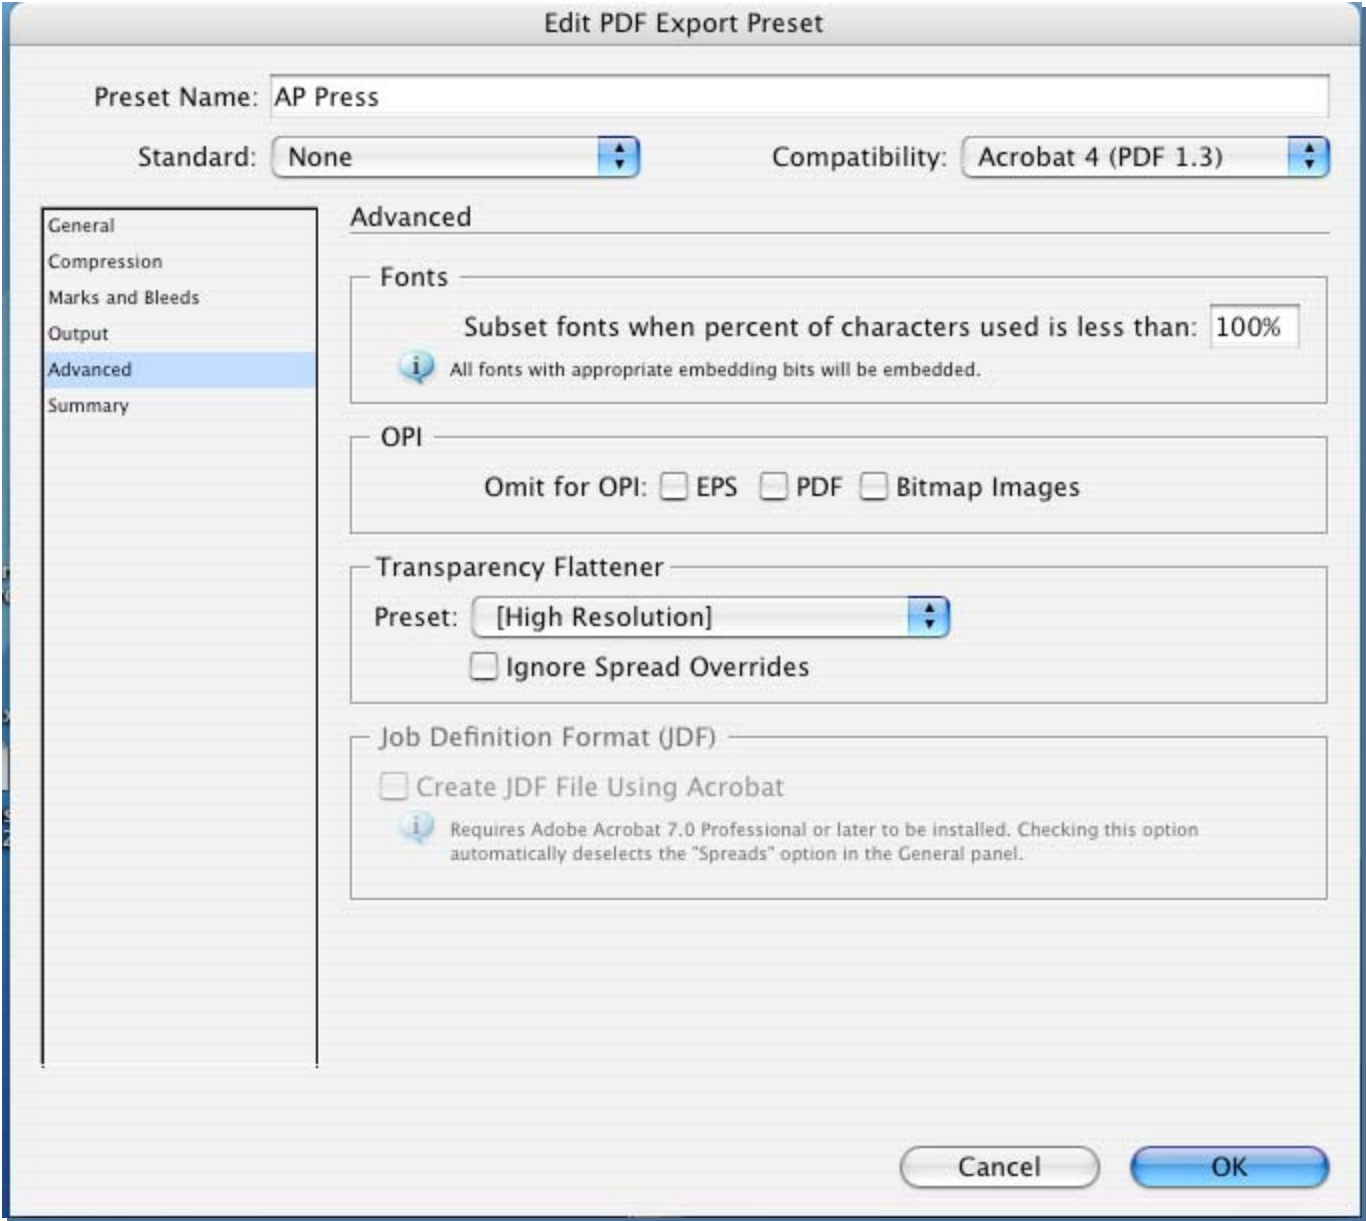 Edit PDF Export Preset
Preset Name: AP Press
Standard: None Compatibility: Acrobat 4 (PDF 1.3)
General
Compression
Marks and Bleeds
Output
Advanced
Summary
Advanced
Fonts
Subset fonts when percent of characters used is less than: 100%
All fonts with appropriate embedding bits will be embedded.
OPI
Omit for OPI: EPS PDF Bitmap Images
Transparency Flattener
Preset: [High Resolution]
Ignore Spread Overrides
Job Definition Format (JDF)
Create JDF File Using Acrobat
Requires Adobe Acrobat 7.0 Professional or later to be installed. Checking this option
automatically deselects the "Spreads" option in the General panel.
Cancel OK